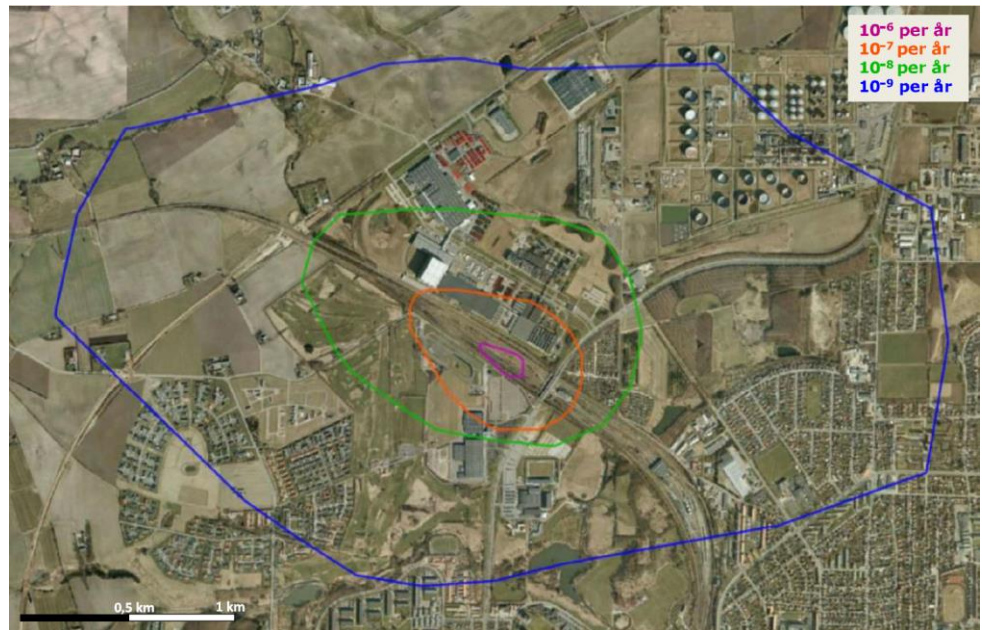 10⁻⁶ per år
10⁻⁷ per år
10⁻⁸ per år
10⁻⁹ per år
0,5 km
1 km